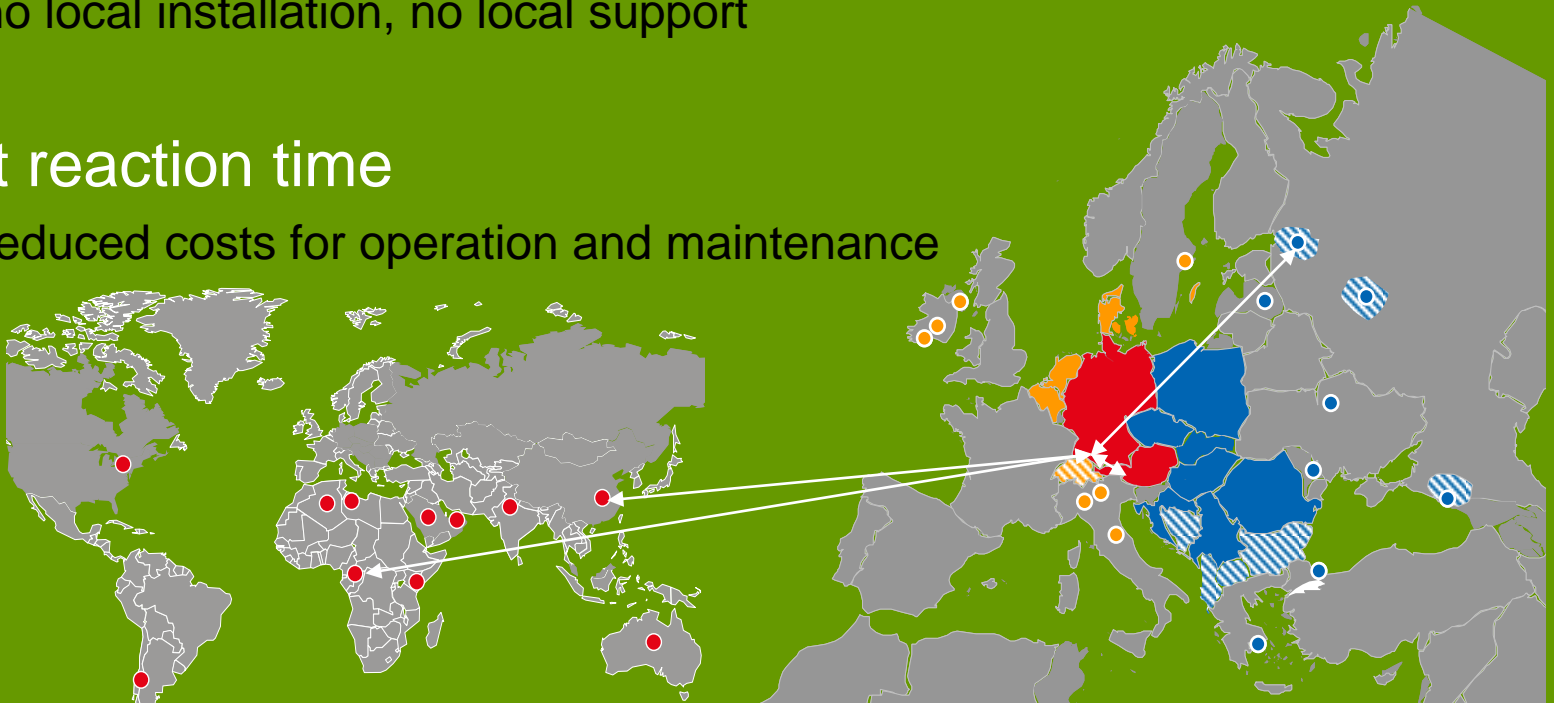 no local installation, no local support
t reaction time
educed costs for operation and maintenance